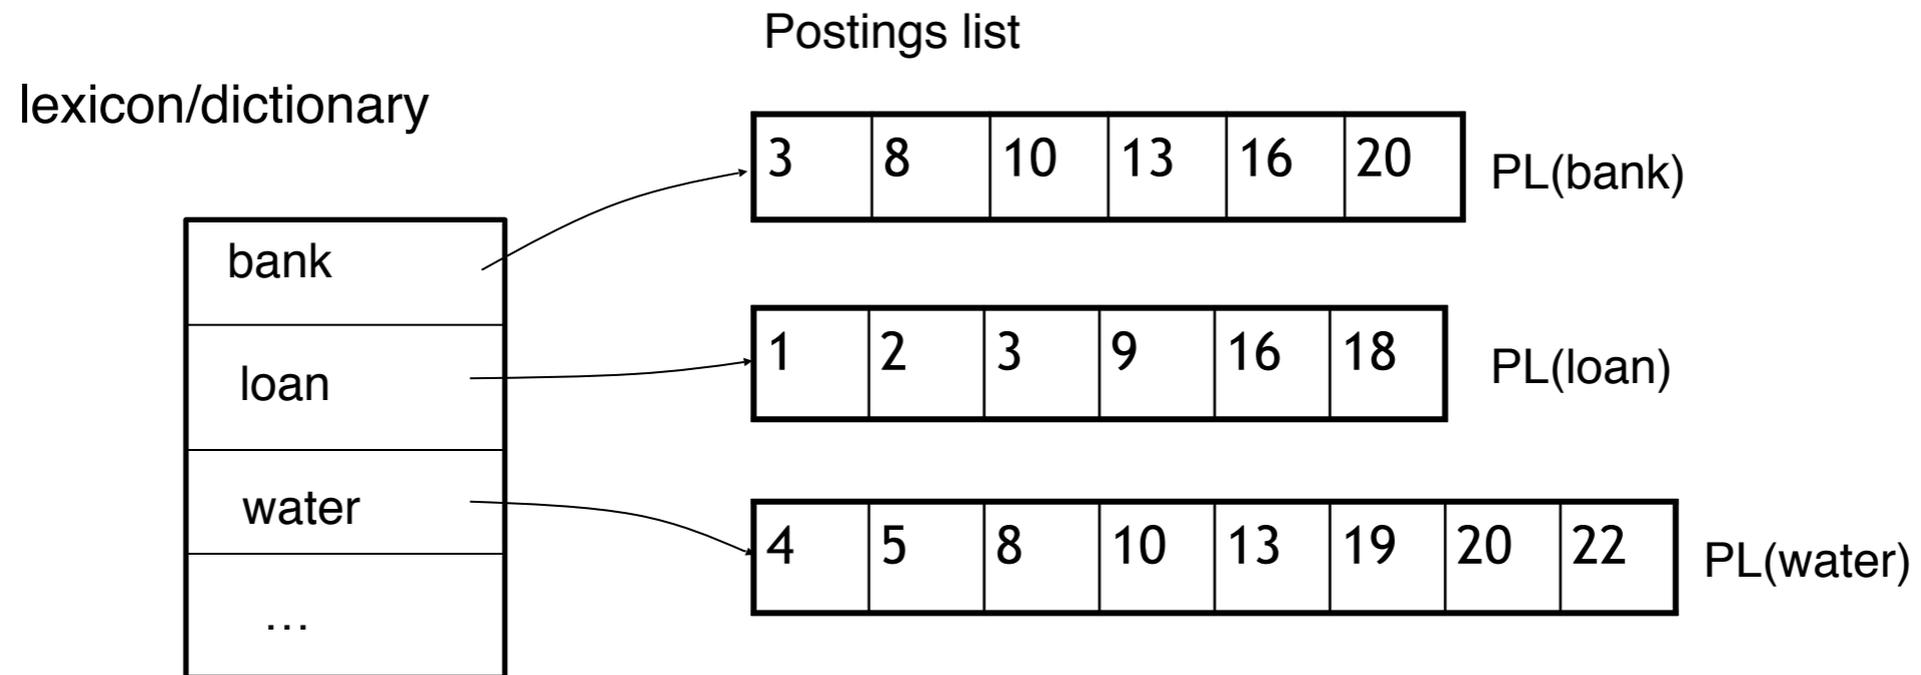 Postings list
lexicon/dictionary
3 8 10 13 16 20 PL(bank)
bank
loan
1 2 3 9 16 18 PL(loan)
water
4 5 8 10 13 19 20 22 PL(water)
...